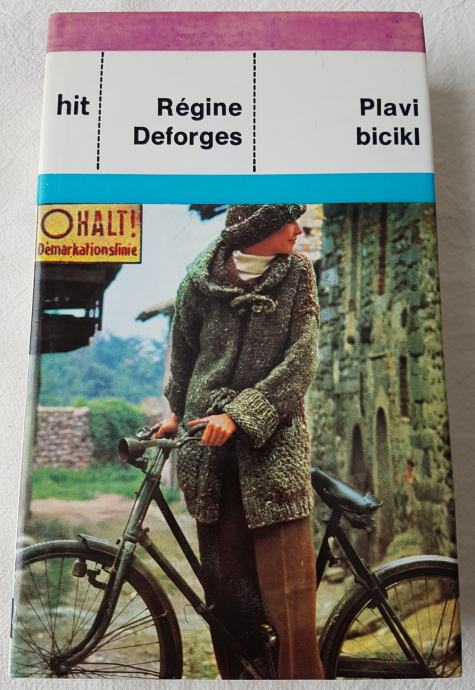 hit
Régine
Deforges
Plavi
bicikl
HALT!
Demarkationslinie